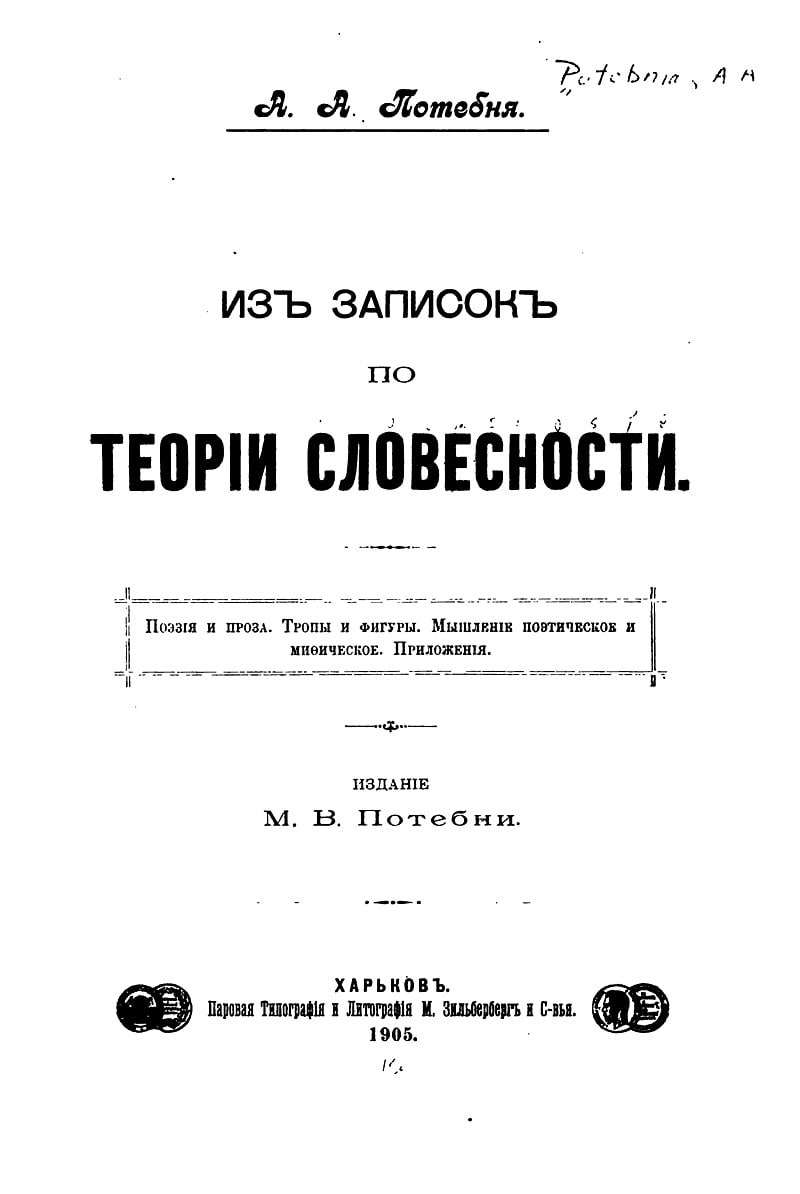 А. А. Потебня.
ИЗЪ ЗАПИСОКЪ
ПО
ТЕОРІИ СЛОВЕСНОСТИ.
Поэзія и проза. Тропы и фигуры. Мышленіе поэтическое и
миѳическое. Приложенія.
ИЗДАНІЕ
М. В. Потебни.
ХАРЬКОВЪ.
Паровая Типографія и Литографія М. Зильбербергъ и С-вья.
1905.